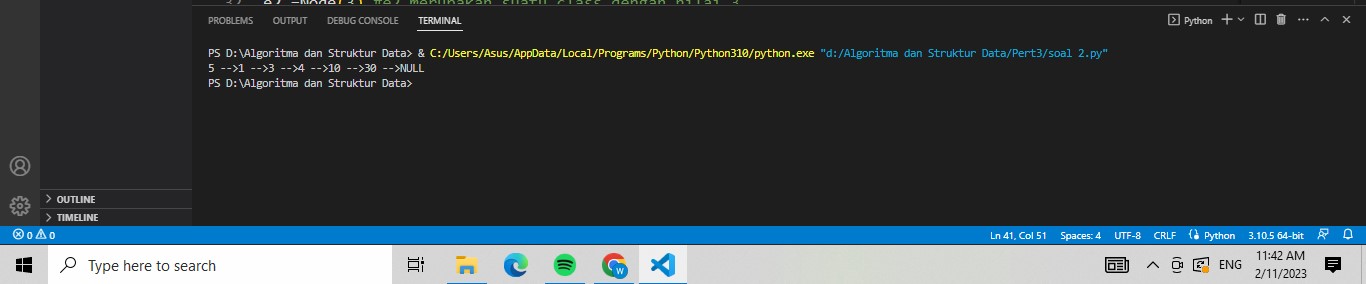 32 e2 =Node(3) #e2 merupakan suatu class dengan nilai 3
PROBLEMS OUTPUT DEBUG CONSOLE TERMINAL Python
PS D:\Algoritma dan Struktur Data> & C:/Users/Asus/AppData/Local/Programs/Python/Python310/python.exe "d:/Algoritma dan Struktur Data/Pert3/soal 2.py"
5 -->1 -->3 -->4 -->10 -->30 -->NULL
PS D:\Algoritma dan Struktur Data>
OUTLINE
TIMELINE
0 0 Ln 41, Col 51 Spaces: 4 UTF-8 CRLF Python 3.10.5 64-bit
Type here to search
W
ENG
11:42 AM
2/11/2023